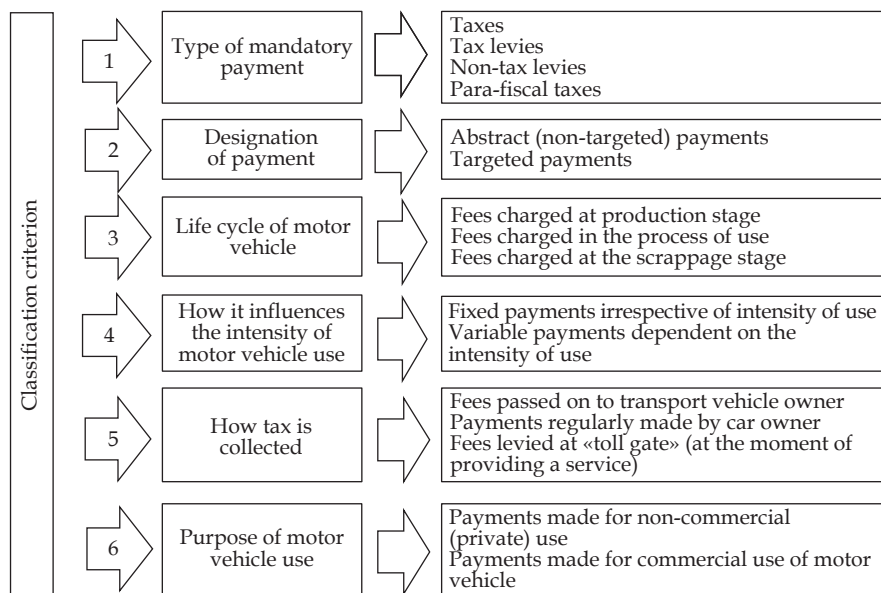 Classification criterion
1
Type of mandatory
payment
Taxes
Tax levies
Non-tax levies
Para-fiscal taxes
2
Designation
of payment
Abstract (non-targeted) payments
Targeted payments
3
Life cycle of motor
vehicle
Fees charged at production stage
Fees charged in the process of use
Fees charged at the scrappage stage
4
How it influences
the intensity of
motor vehicle use
Fixed payments irrespective of intensity of use
Variable payments dependent on the
intensity of use
5
How tax is
collected
Fees passed on to transport vehicle owner
Payments regularly made by car owner
Fees levied at «toll gate» (at the moment of
providing a service)
6
Purpose of motor
vehicle use
Payments made for non-commercial
(private) use
Payments made for commercial use of motor
vehicle